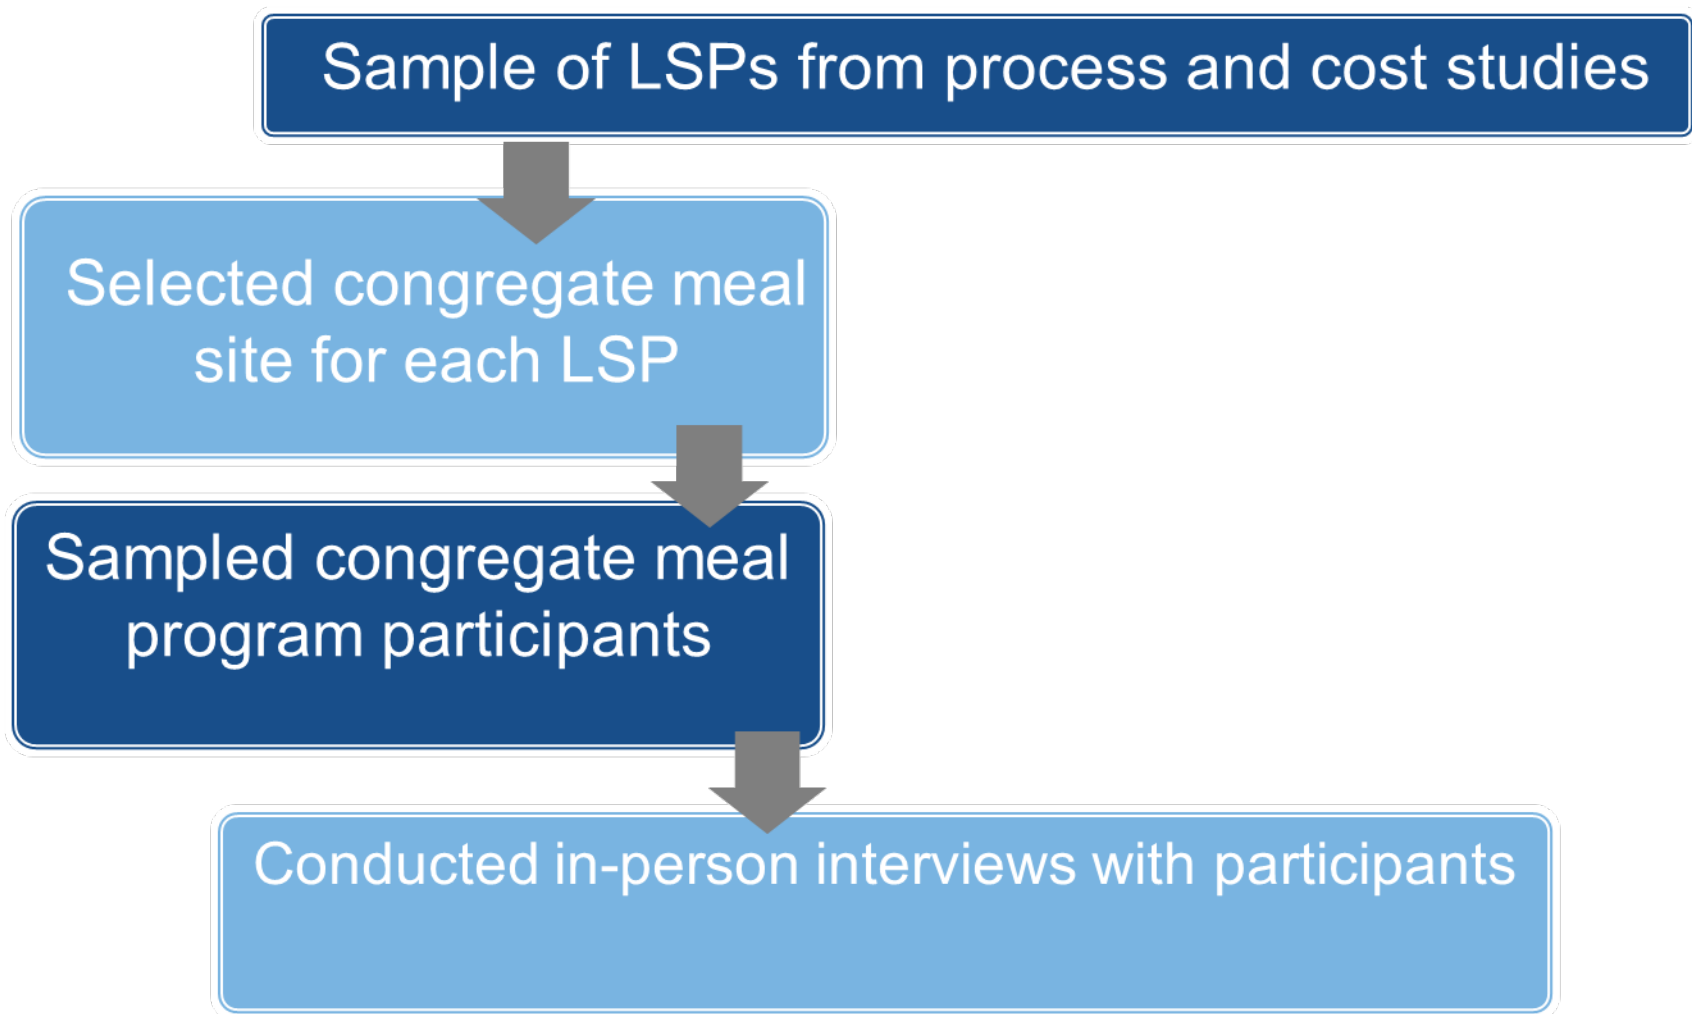 Sample of LSPs from process and cost studies
Selected congregate meal
site for each LSP
Sampled congregate meal
program participants
Conducted in-person interviews with participants